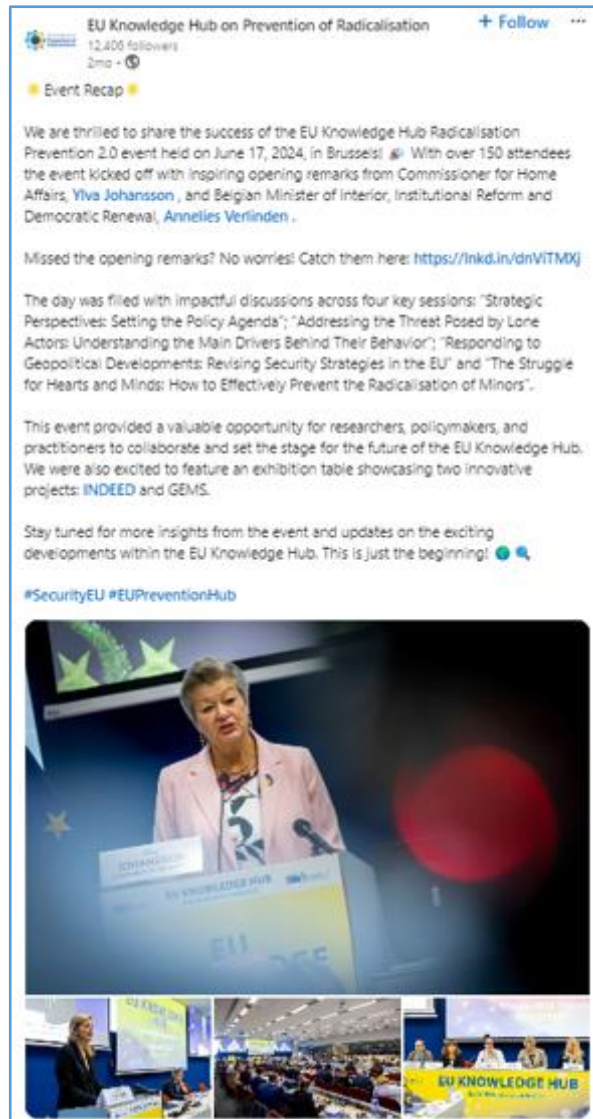 EU Knowledge Hub on Prevention of Radicalisation
+ Follow ...
12,406 followers
2mo •
Event Recap
We are thrilled to share the success of the EU Knowledge Hub Radicalisation
Prevention 2.0 event held on June 17, 2024, in Brussels! With over 150 attendees
the event kicked off with inspiring opening remarks from Commissioner for Home
Affairs, Ylva Johansson , and Belgian Minister of Interior, Institutional Reform and
Democratic Renewal, Annelies Verlinden .
Missed the opening remarks? No worries! Catch them here: https://lnkd.in/dnViTMXj
The day was filled with impactful discussions across four key sessions: "Strategic
Perspectives: Setting the Policy Agenda"; "Addressing the Threat Posed by Lone
Actors: Understanding the Main Drivers Behind Their Behavior"; "Responding to
Geopolitical Developments: Revising Security Strategies in the EU" and "The Struggle
for Hearts and Minds: How to Effectively Prevent the Radicalisation of Minors".
This event provided a valuable opportunity for researchers, policymakers, and
practitioners to collaborate and set the stage for the future of the EU Knowledge Hub.
We were also excited to feature an exhibition table showcasing two innovative
projects: INDEED and GEMS.
Stay tuned for more insights from the event and updates on the exciting
developments within the EU Knowledge Hub. This is just the beginning!
#SecurityEU #EUPreventionHub
JOHANSSON
EU KNOWLEDGE HUB
EU
EU KNOWLEDGE
HUB
EU KNOWLEDGE HUB